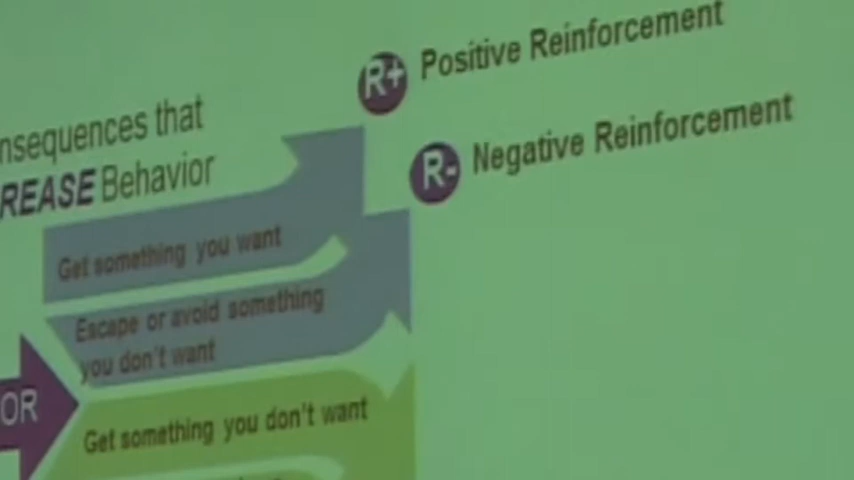 R+ Positive Reinforcement
R- Negative Reinforcement
nsequences that
REASE Behavior
Get something you want
Escape or avoid something
you don't want
OR
Get something you don't want